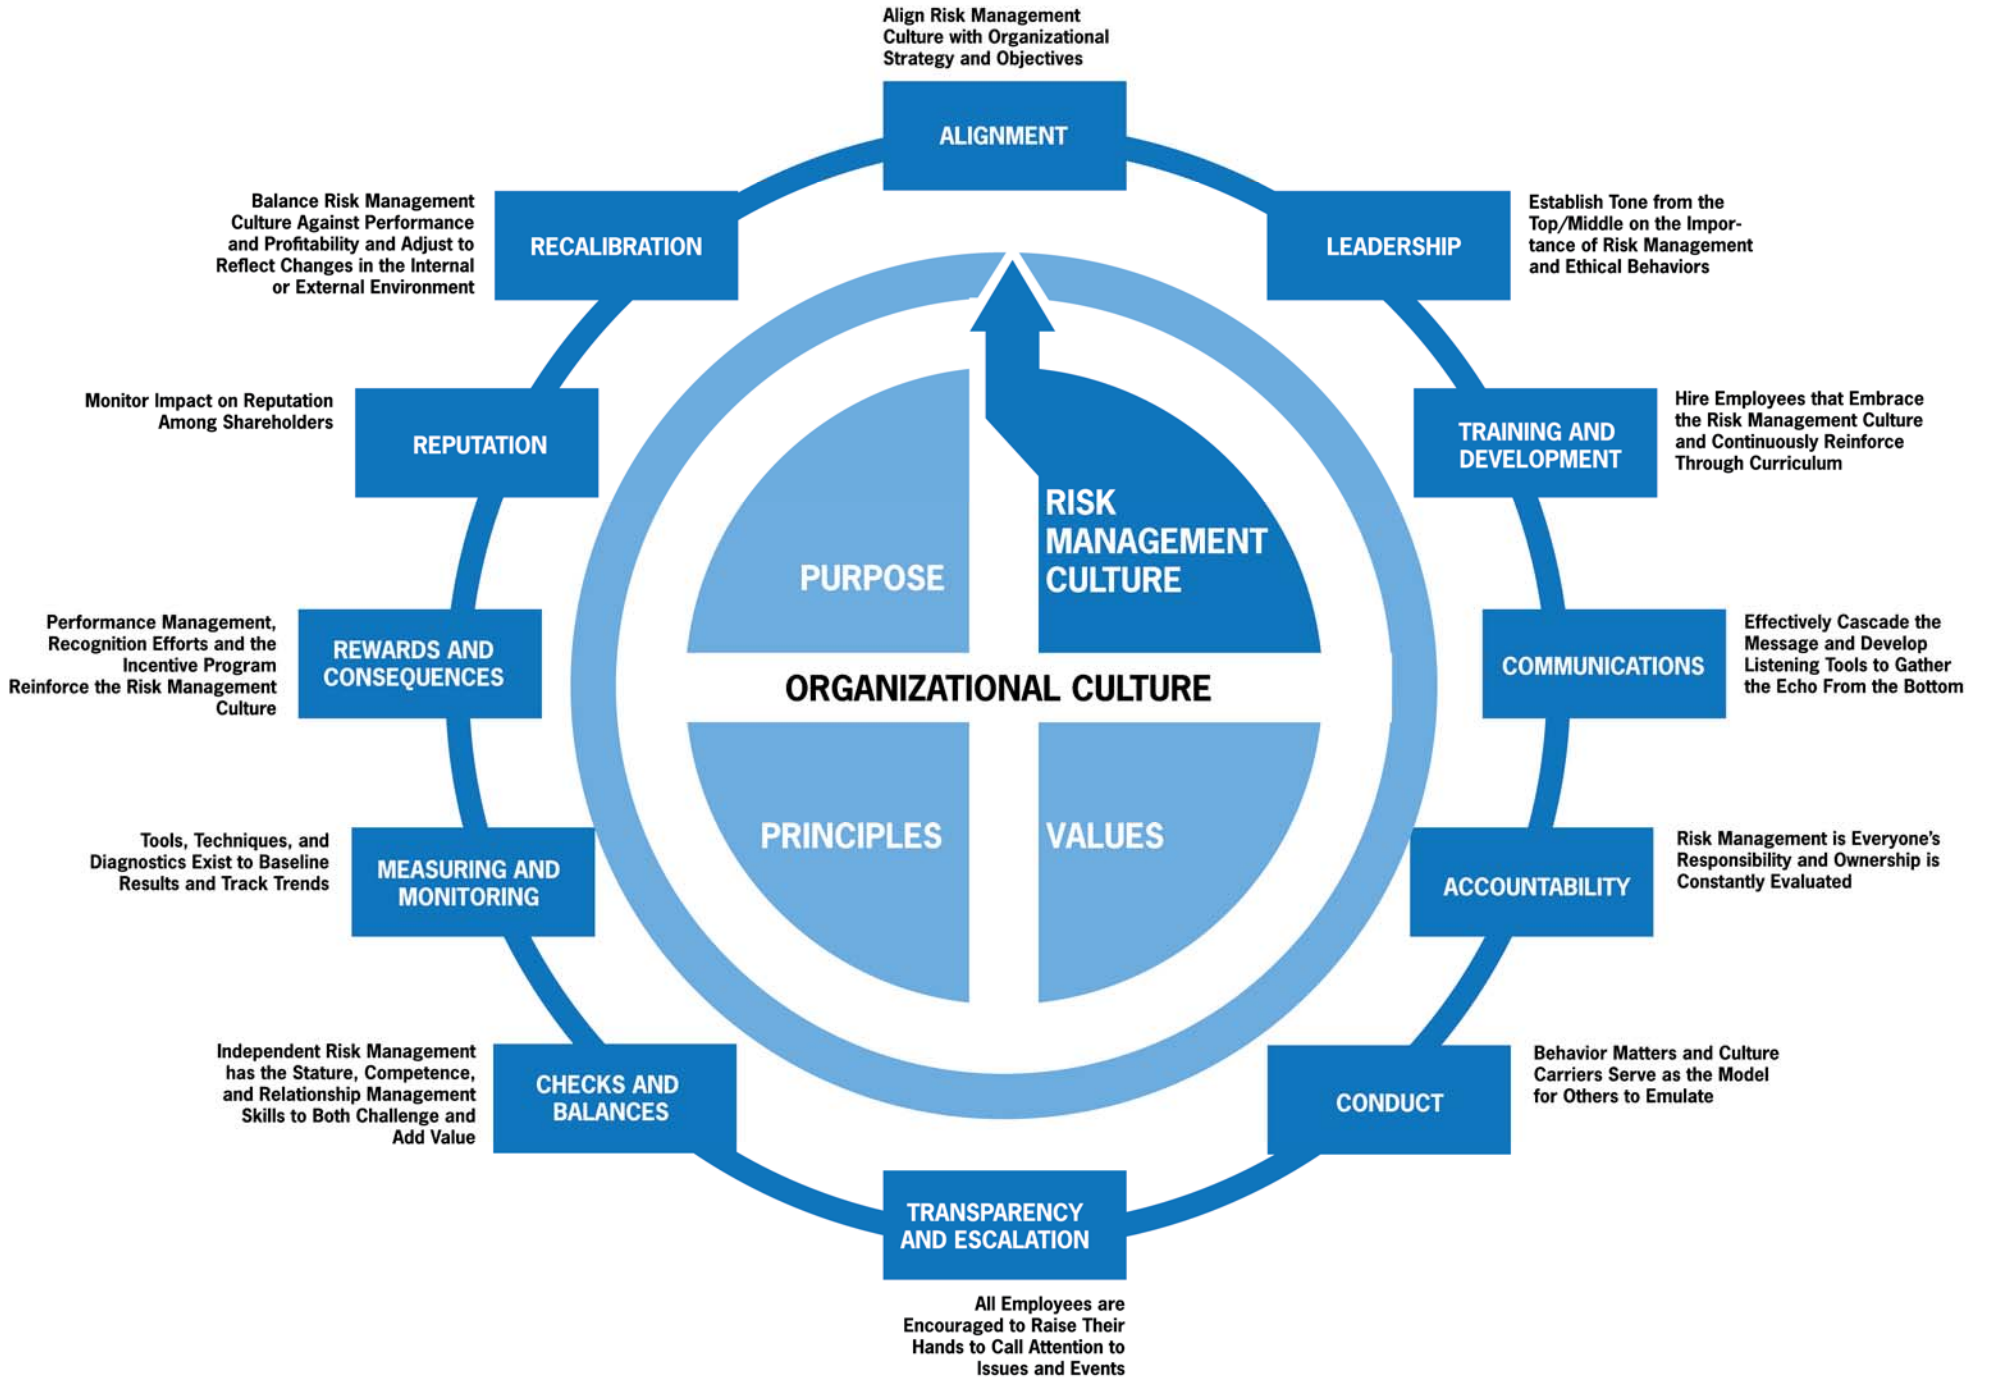 Align Risk Management
Culture with Organizational
Strategy and Objectives
ALIGNMENT
Establish Tone from the
Top/Middle on the Impor-
tance of Risk Management
and Ethical Behaviors
LEADERSHIP
Hire Employees that Embrace
the Risk Management Culture
and Continuously Reinforce
Through Curriculum
TRAINING AND
DEVELOPMENT
Effectively Cascade the
Message and Develop
Listening Tools to Gather
the Echo From the Bottom
COMMUNICATIONS
Risk Management is Everyone's
Responsibility and Ownership is
Constantly Evaluated
ACCOUNTABILITY
Behavior Matters and Culture
Carriers Serve as the Model
for Others to Emulate
CONDUCT
TRANSPARENCY
AND ESCALATION
All Employees are
Encouraged to Raise Their
Hands to Call Attention to
Issues and Events
Independent Risk Management
has the Stature, Competence,
and Relationship Management
Skills to Both Challenge and
Add Value
CHECKS AND
BALANCES
Tools, Techniques, and
Diagnostics Exist to Baseline
Results and Track Trends
MEASURING AND
MONITORING
Performance Management,
Recognition Efforts and the
Incentive Program
Reinforce the Risk Management
Culture
REWARDS AND
CONSEQUENCES
Monitor Impact on Reputation
Among Shareholders
REPUTATION
Balance Risk Management
Culture Against Performance
and Profitability and Adjust to
Reflect Changes in the Internal
or External Environment
RECALIBRATION
PURPOSE
RISK
MANAGEMENT
CULTURE
ORGANIZATIONAL CULTURE
PRINCIPLES
VALUES